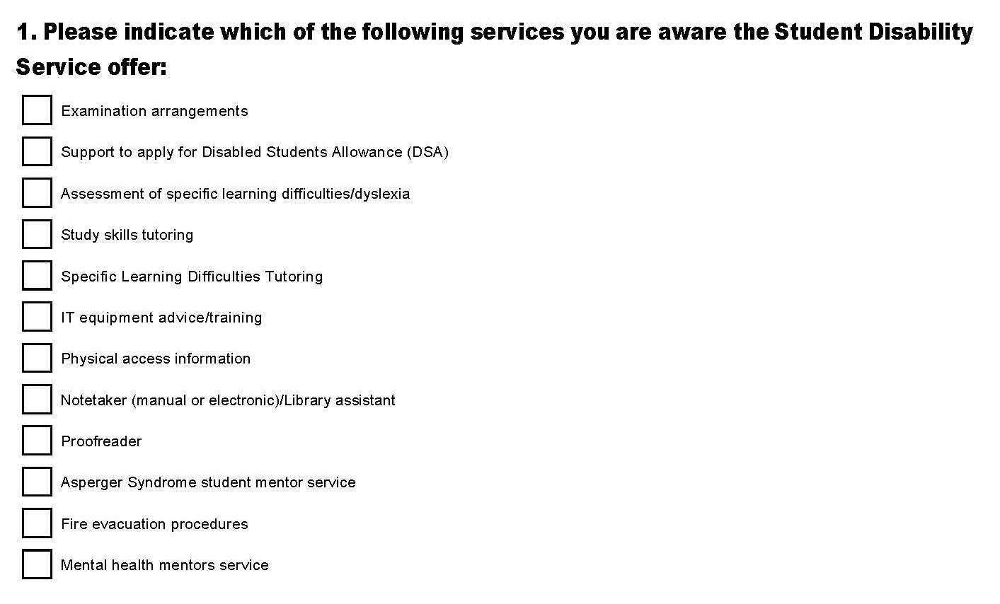 1. Please indicate which of the following services you are aware the Student Disability
Service offer:
Examination arrangements
Support to apply for Disabled Students Allowance (DSA)
Assessment of specific learning difficulties/dyslexia
Study skills tutoring
Specific Learning Difficulties Tutoring
IT equipment advice/training
Physical access information
Notetaker (manual or electronic)/Library assistant
Proofreader
Asperger Syndrome student mentor service
Fire evacuation procedures
Mental health mentors service